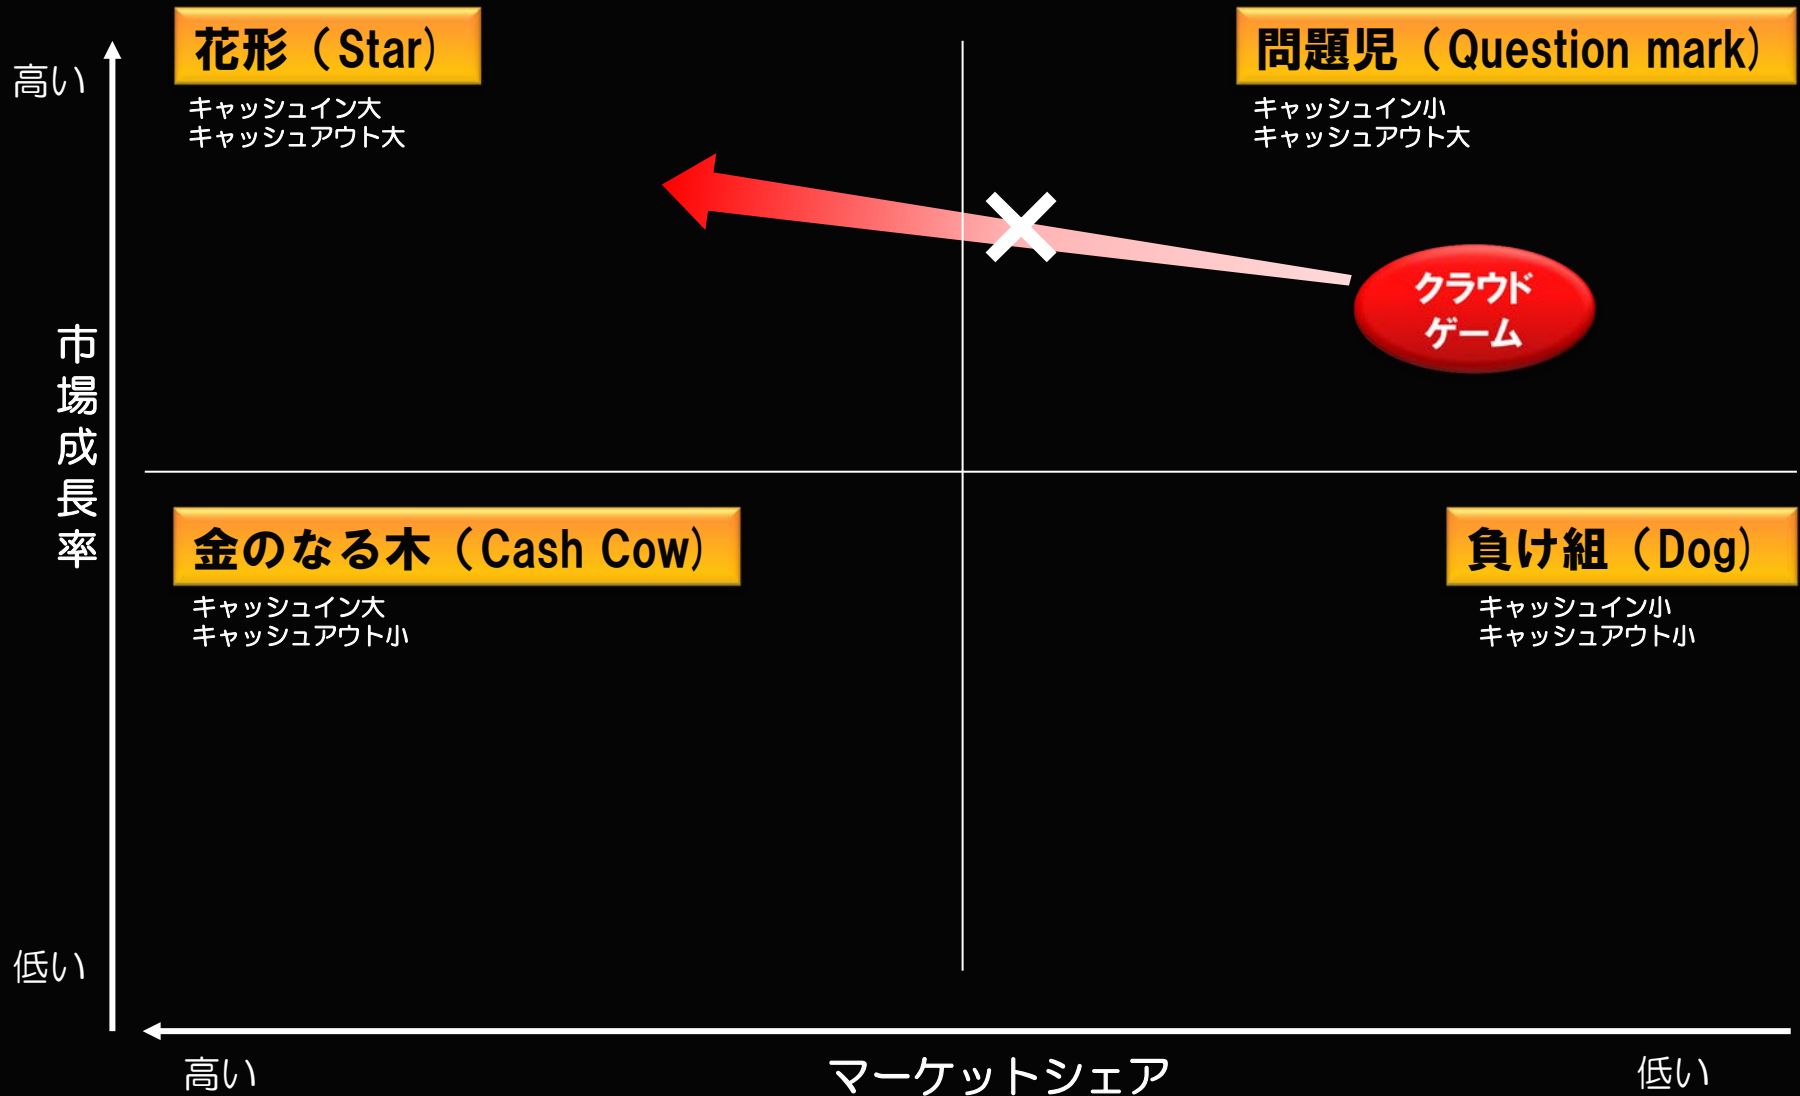 花形（Star）
問題児（Question mark）
高い
キャッシュイン大
キャッシュアウト大
キャッシュイン小
キャッシュアウト大
クラウド
ゲーム
市場成長率
金のなる木（Cash Cow）
負け組（Dog）
キャッシュイン大
キャッシュアウト小
キャッシュイン小
キャッシュアウト小
低い
高い
マーケットシェア
低い